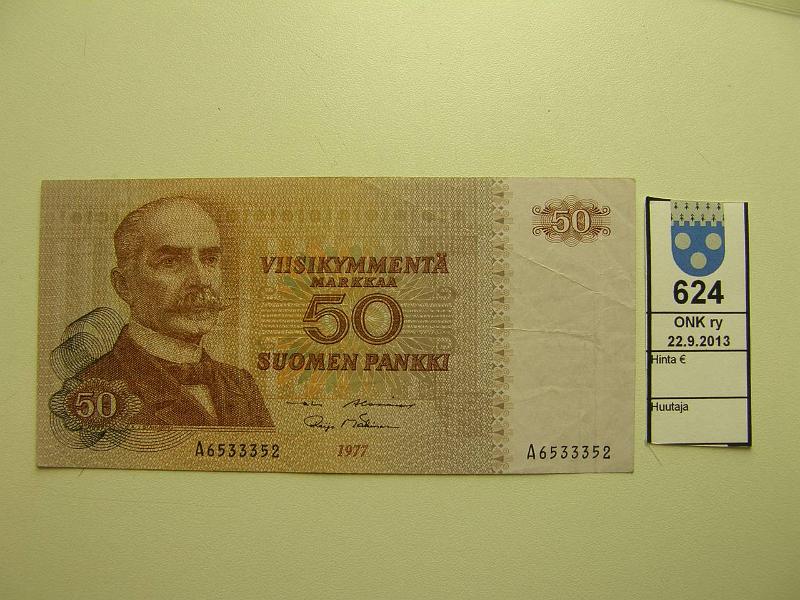 50
VIISIKYMMENTÄ
MARKKAA
50
SUOMEN PANKKI
50
A6533352
1977
A6533352
624
ONK ry
22.9.2013
Hinta €
Huutaja